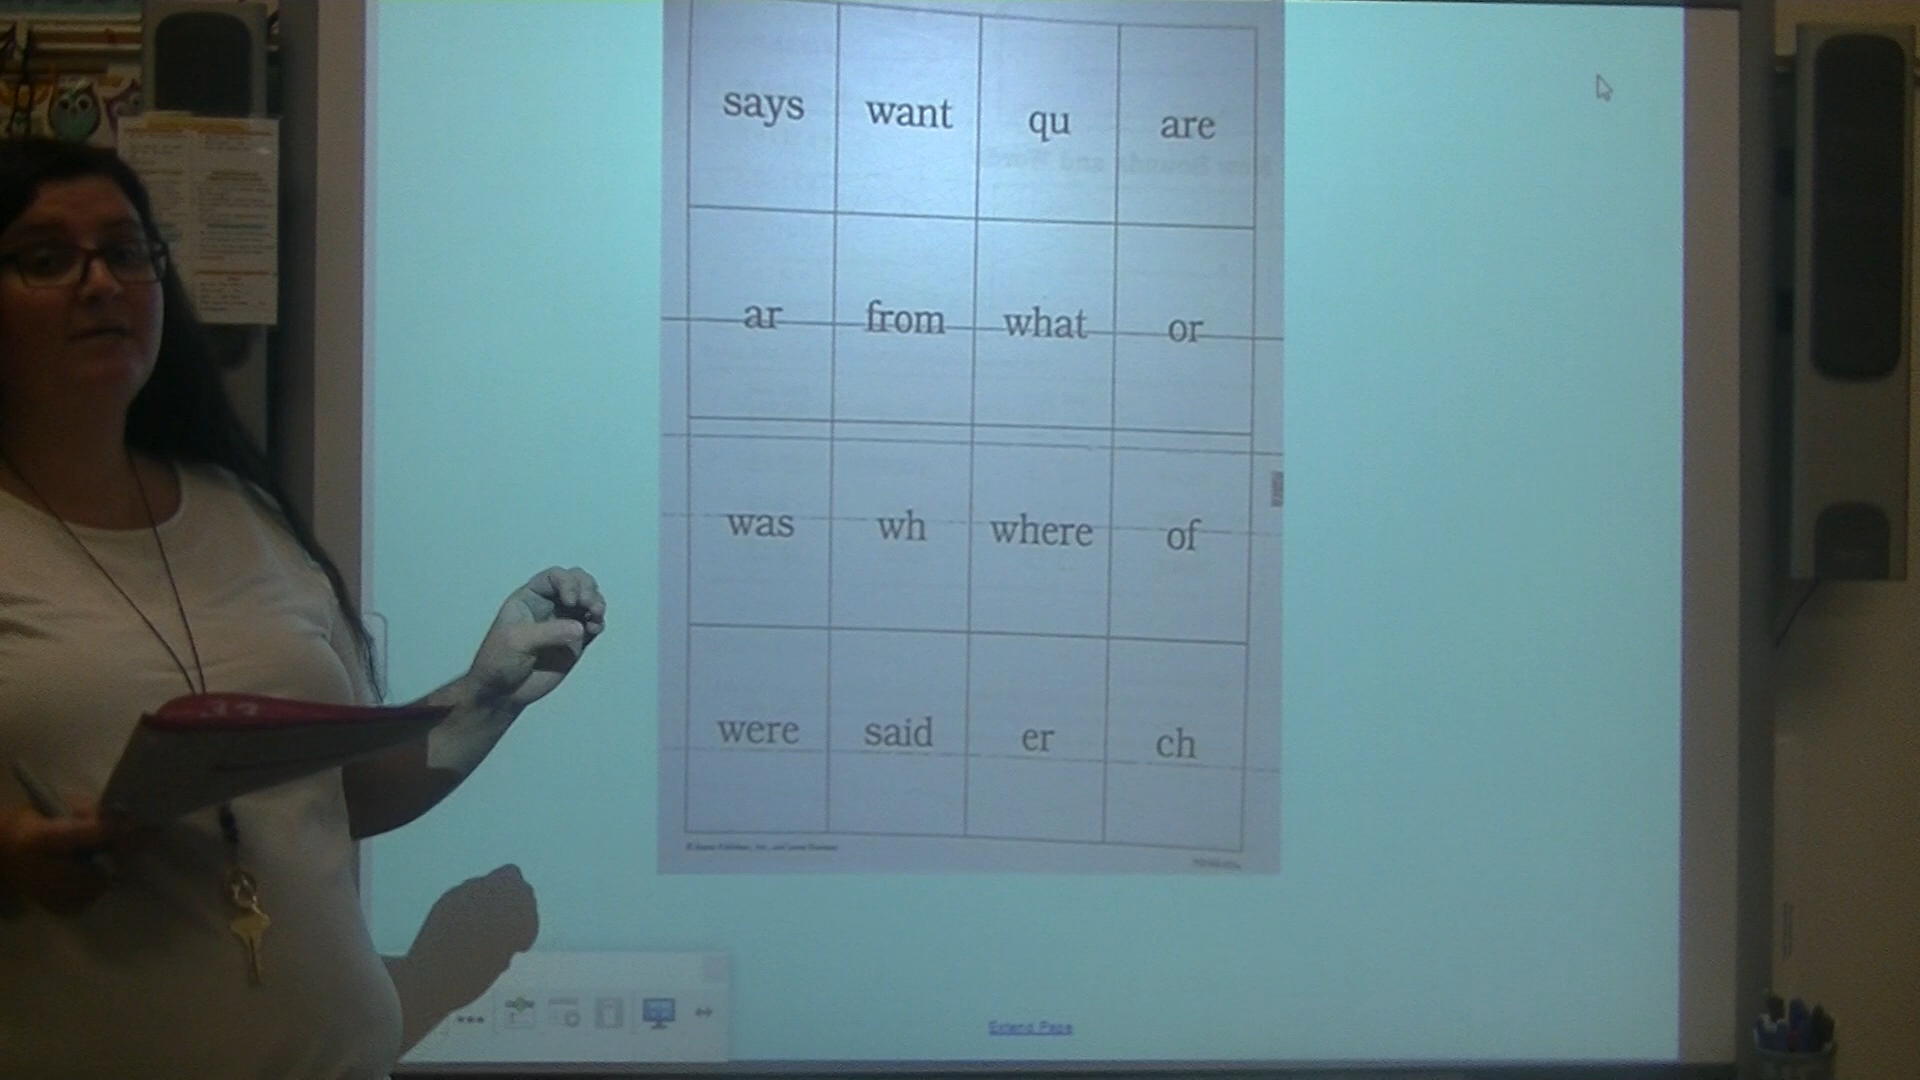 says want qu are
ar from what or
was wh where of
were said er ch
Extend Page